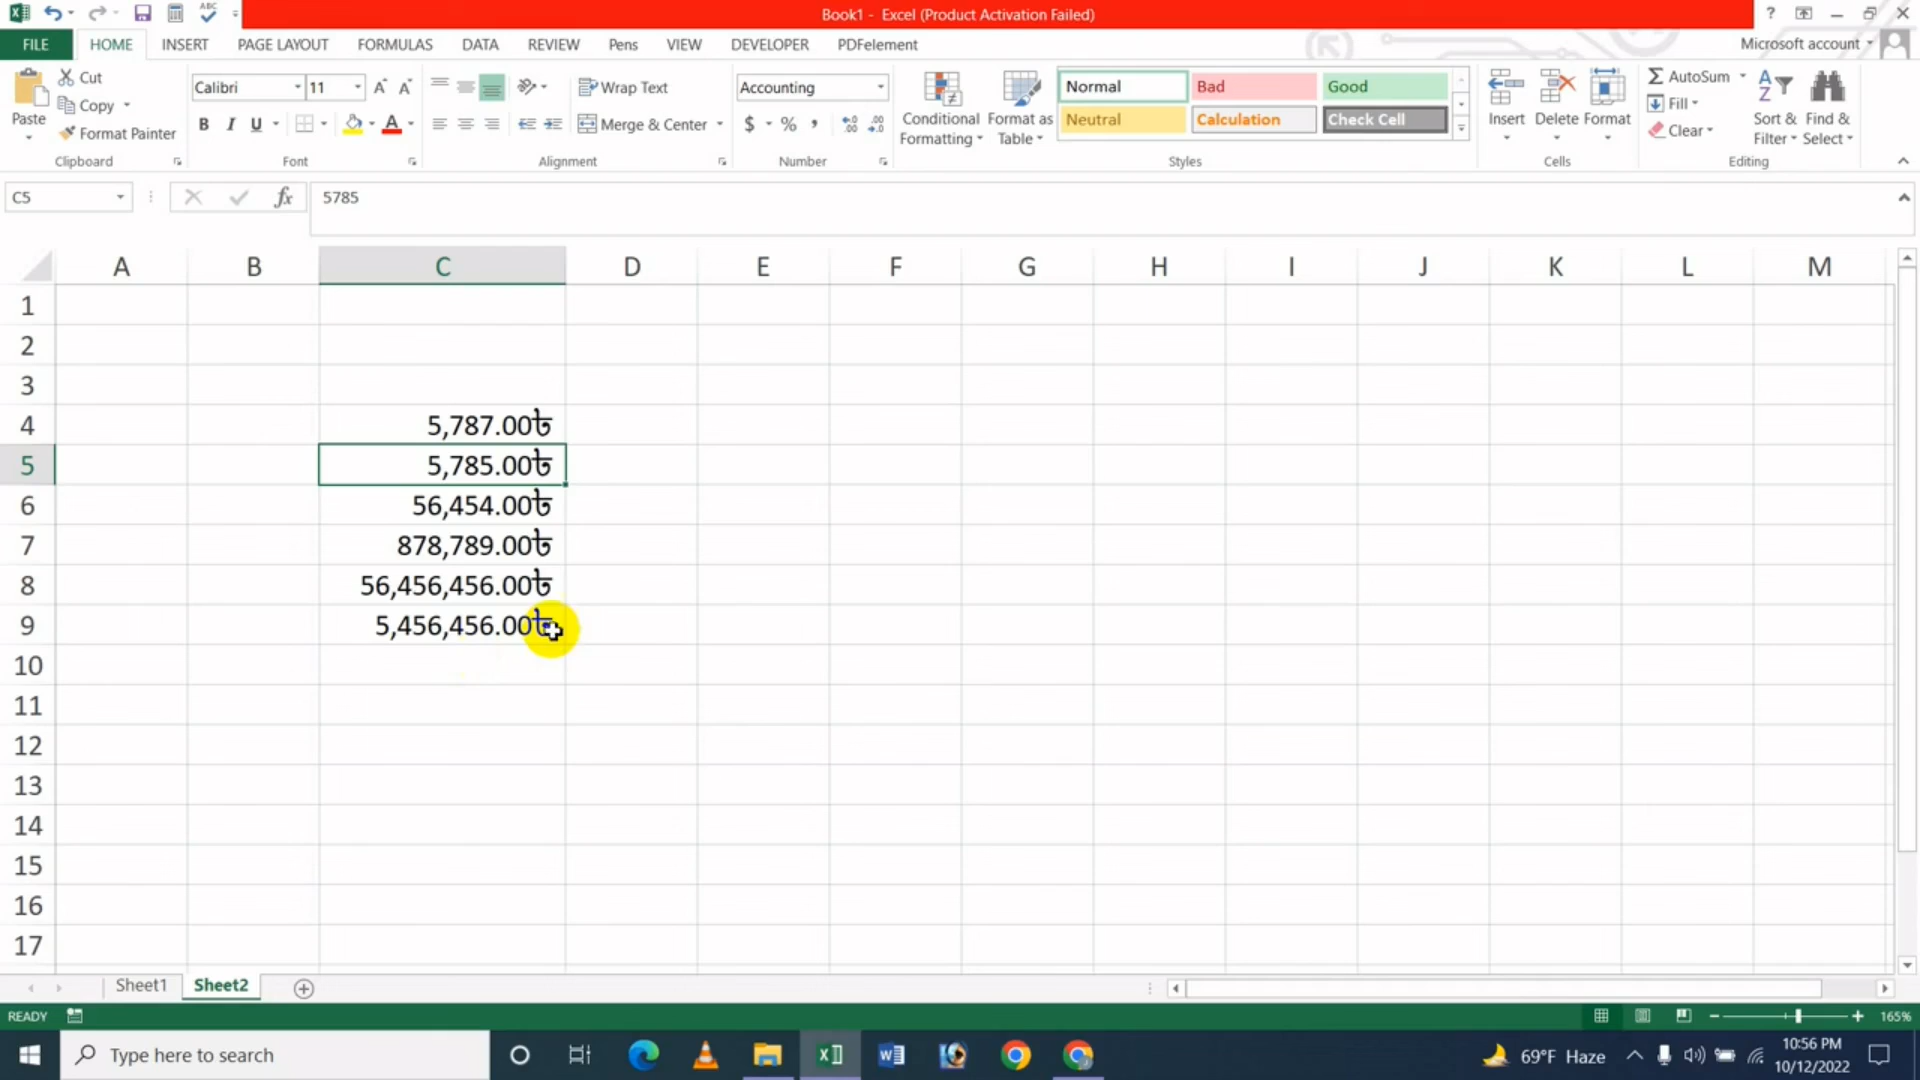 Book1 - Excel (Product Activation Failed)
FILE HOME INSERT PAGE LAYOUT FORMULAS DATA REVIEW VIEW DEVELOPER PDFelement Pens Microsoft account
Cut
Copy
Format Painter
Paste
Clipboard
Calibri 11
B I U
Font
Wrap Text
Merge & Center
Alignment
Accounting
$ % ,
Number
Conditional Formatting
Format as Table
Normal Bad Good
Neutral Calculation Check Cell
Styles
Insert Delete Format
Cells
AutoSum
Fill
Clear
Sort & Filter
Find & Select
Editing
C5 fx 5785
A B C D E F G H I J K L M
1
2
3
4 5,787.00৳
5 5,785.00৳
6 56,454.00৳
7 878,789.00৳
8 56,456,456.00৳
9 5,456,456.00৳
10
11
12
13
14
15
16
17
Sheet1 Sheet2
READY 165%
Type here to search
69°F Haze
10:56 PM
10/12/2022